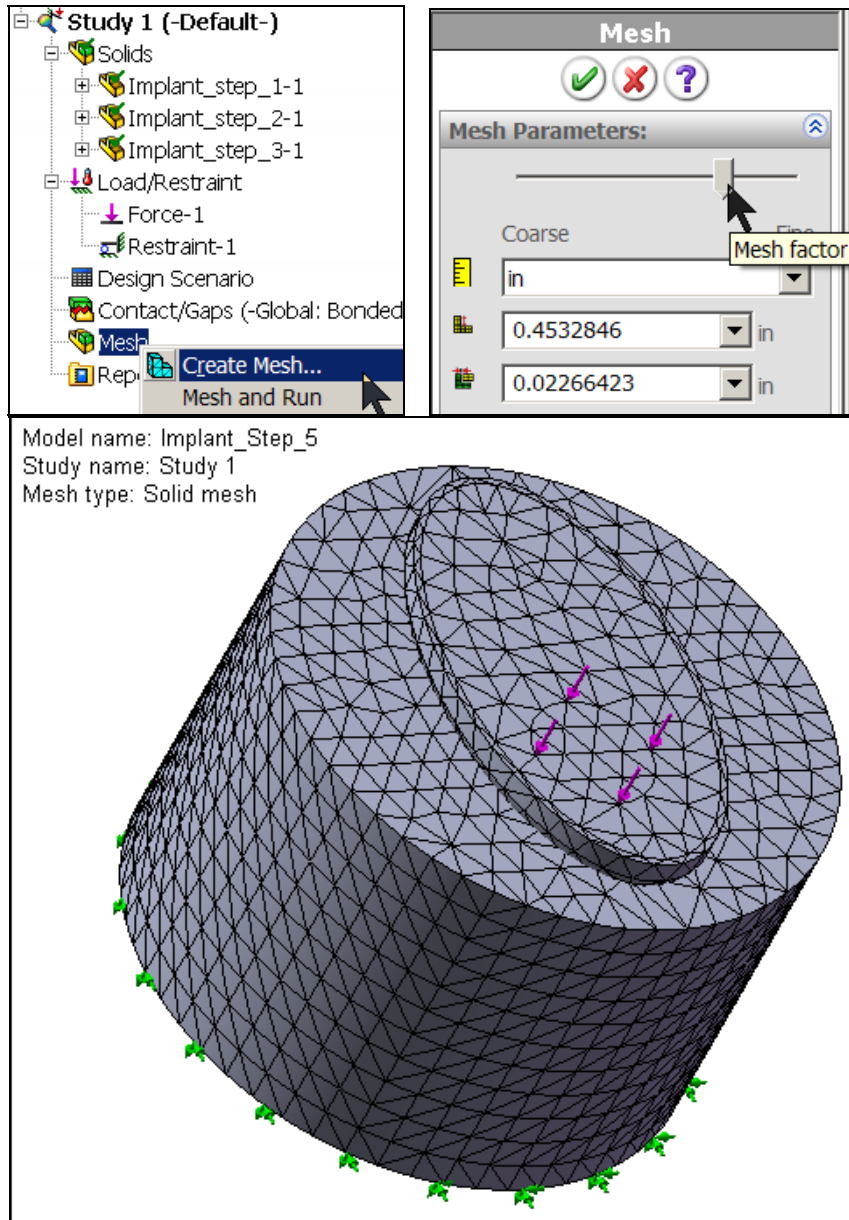 Study 1 (-Default-)
Solids
Implant_step_1-1
Implant_step_2-1
Implant_step_3-1
Load/Restraint
Force-1
Restraint-1
Design Scenario
Contact/Gaps (-Global: Bonded
Mesh
Create Mesh...
Mesh and Run
Mesh
?
Mesh Parameters:
Coarse
Mesh factor
in
0.4532846 in
0.02266423 in
Model name: Implant_Step_5
Study name: Study 1
Mesh type: Solid mesh